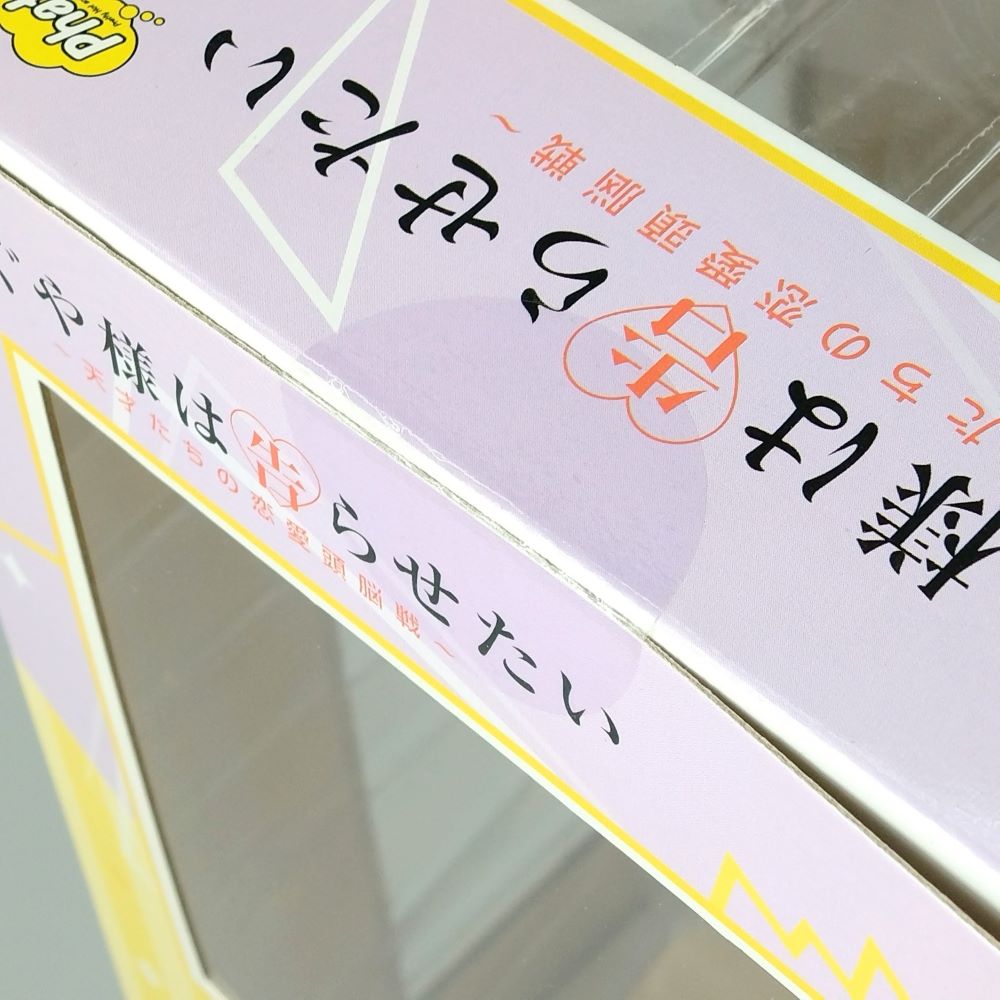 Phat
様は告らせたい
たちの恋愛頭脳戦～
ぐや様は告らせたい
～天才たちの恋愛頭脳戦～